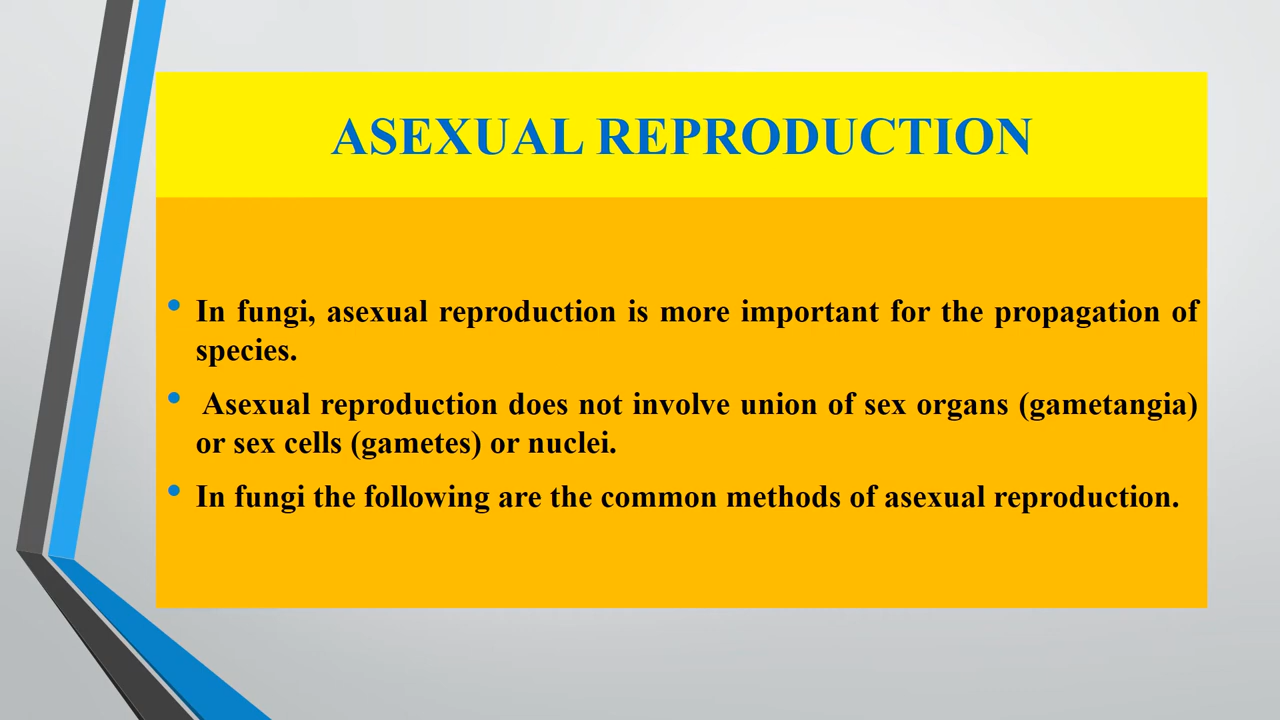 ASEXUAL REPRODUCTION
• In fungi, asexual reproduction is more important for the propagation of
species.
• Asexual reproduction does not involve union of sex organs (gametangia)
or sex cells (gametes) or nuclei.
• In fungi the following are the common methods of asexual reproduction.